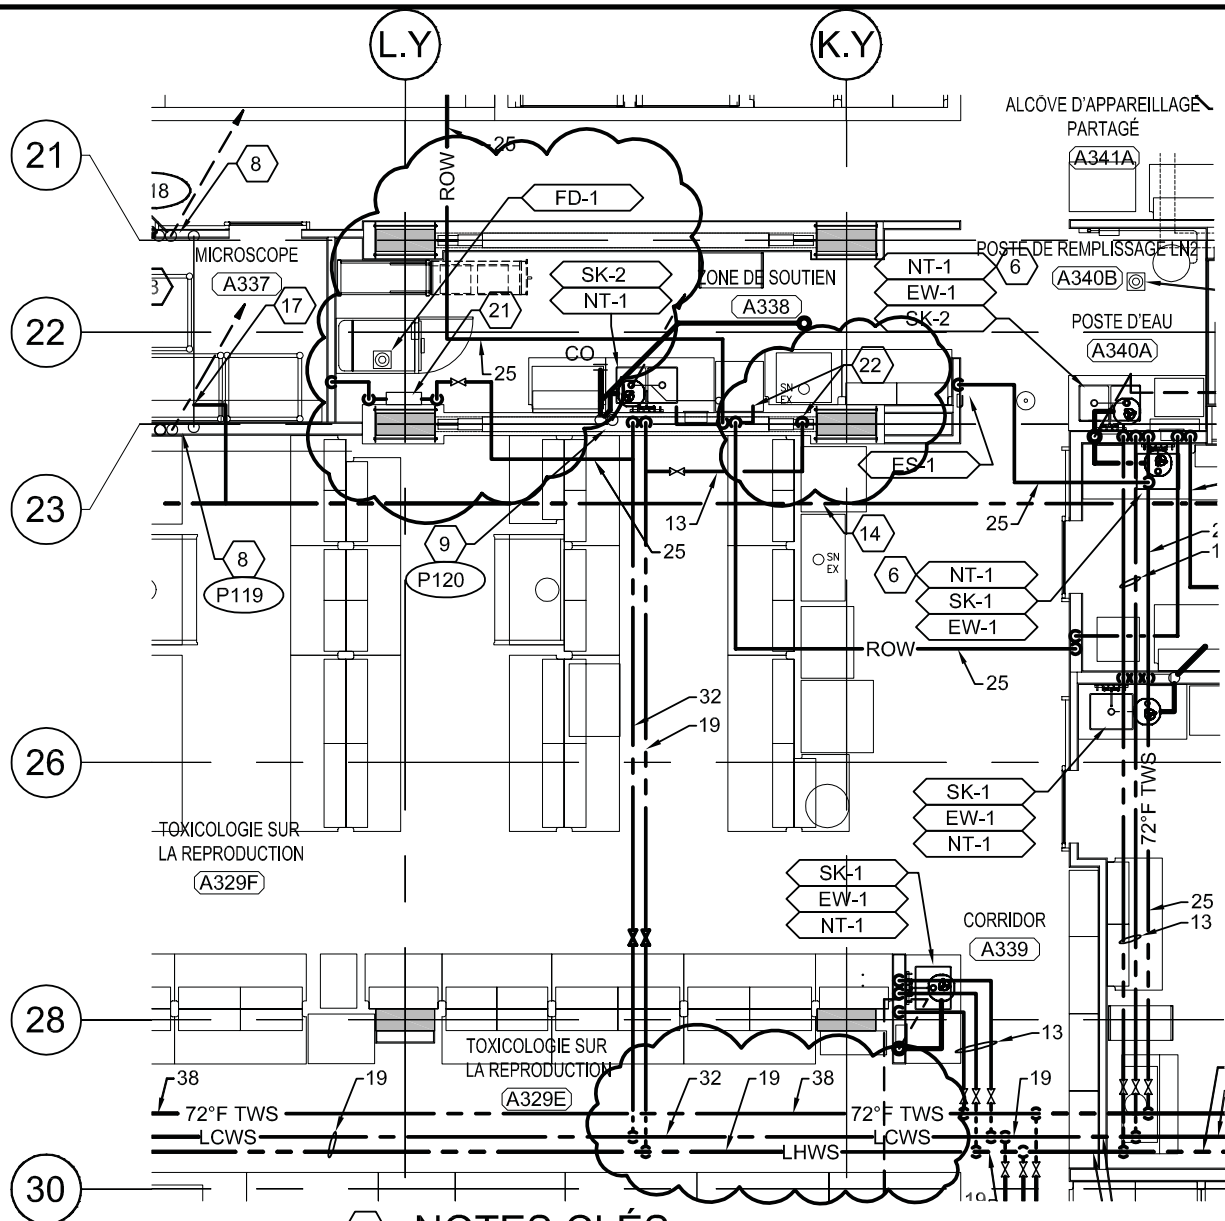 L.Y
K.Y
ALCÔVE D'APPAREILLAGE
PARTAGÉ
A341A
21
8
25
ROW
18
FD-1
MICROSCOPE
A337
SK-2
NT-1
ZONE DE SOUTIEN
A338
NT-1
EW-1
SK-2
6
POSTE DE REMPLISSAGE LN2
A340B
22
17
21
POSTE D'EAU
A340A
CO
25
SN
EX
22
ES-1
23
13
25
14
25
9
P120
8
P119
SN
EX
6
NT-1
SK-1
EW-1
ROW
25
32
19
26
SK-1
EW-1
NT-1
72°F TWS
TOXICOLOGIE SUR
LA REPRODUCTION
A329F
SK-1
EW-1
NT-1
CORRIDOR
A339
25
13
28
TOXICOLOGIE SUR
LA REPRODUCTION
A329E
13
38
19
32
19
38
19
72°F TWS
72°F TWS
LCWS
LCWS
LHWS
30
19
NOTES CLÉS